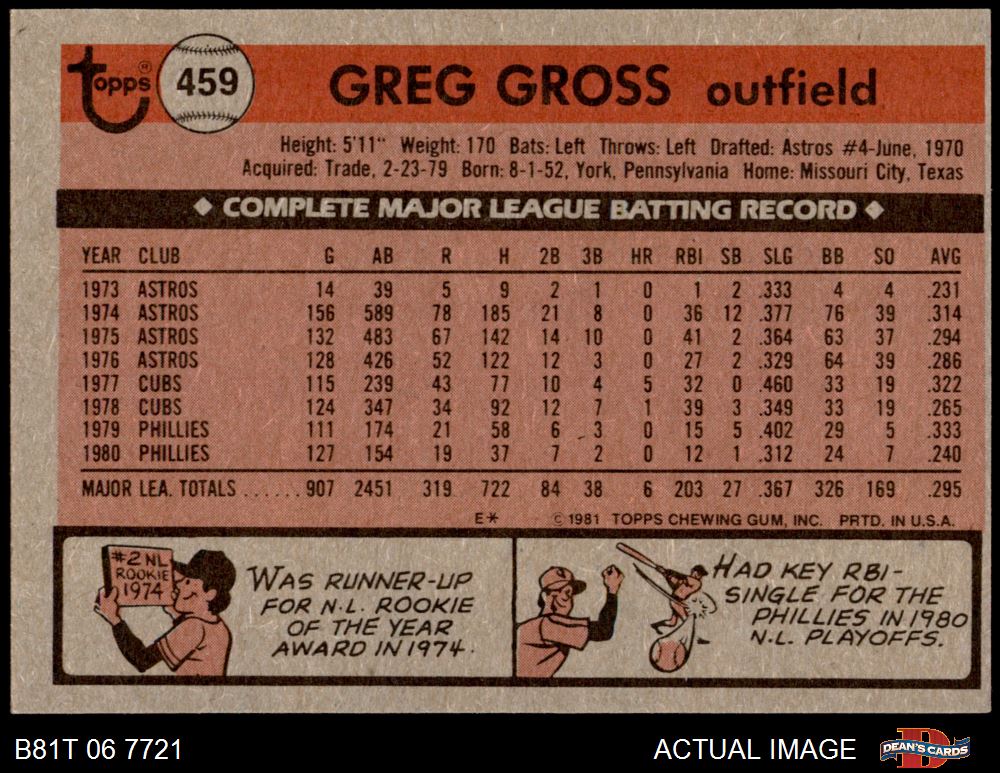 topps® 459 GREG GROSS outfield
Height: 5'11" Weight: 170 Bats: Left Throws: Left Drafted: Astros #4-June, 1970
Acquired: Trade, 2-23-79 Born: 8-1-52, York, Pennsylvania Home: Missouri City, Texas
◆ COMPLETE MAJOR LEAGUE BATTING RECORD ◆
YEAR CLUB G AB R H 2B 3B HR RBI SB SLG BB SO AVG
1973 ASTROS 14 39 5 9 2 1 0 1 2 .333 4 4 .231
1974 ASTROS 156 589 78 185 21 8 0 36 12 .377 76 39 .314
1975 ASTROS 132 483 67 142 14 10 0 41 2 .364 63 37 .294
1976 ASTROS 128 426 52 122 12 3 0 27 2 .329 64 39 .286
1977 CUBS 115 239 43 77 10 4 5 32 0 .460 33 19 .322
1978 CUBS 124 347 34 92 12 7 1 39 3 .349 33 19 .265
1979 PHILLIES 111 174 21 58 6 3 0 15 5 .402 29 5 .333
1980 PHILLIES 127 154 19 37 7 2 0 12 1 .312 24 7 .240
MAJOR LEA. TOTALS ...... 907 2451 319 722 84 38 6 203 27 .367 326 169 .295
E* © 1981 TOPPS CHEWING GUM, INC. PRTD. IN U.S.A.
#2 NL
ROOKIE
1974
WAS RUNNER-UP
FOR N.L. ROOKIE
OF THE YEAR
AWARD IN 1974.
HAD KEY RBI-
SINGLE FOR THE
PHILLIES IN 1980
N.L. PLAYOFFS.
B81T 06 7721 ACTUAL IMAGE DEAN'S CARDS